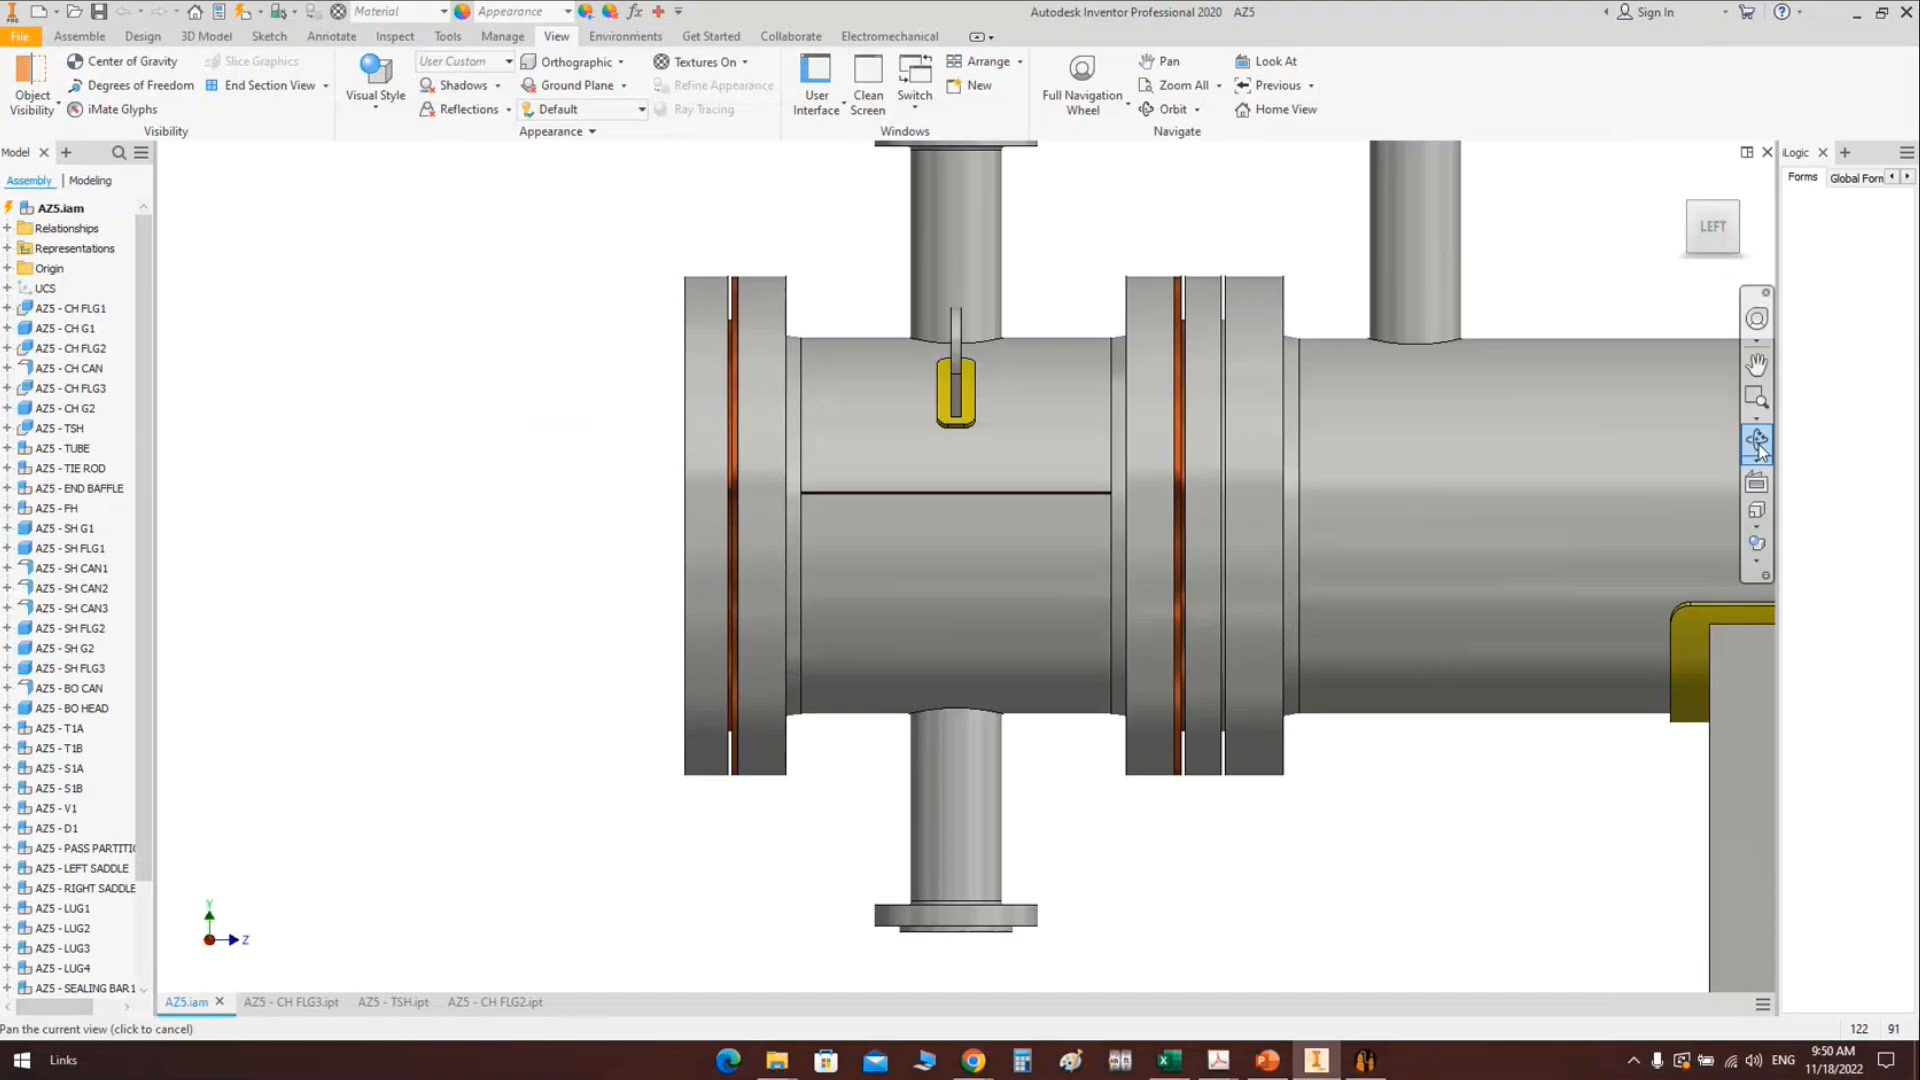 Material
Appearance
Autodesk Inventor Professional 2020 AZ5
Sign In
File
Assemble
Design
3D Model
Sketch
Annotate
Inspect
Tools
Manage
View
Environments
Get Started
Collaborate
Electromechanical
Object Visibility
Center of Gravity
Degrees of Freedom
iMate Glyphs
Slice Graphics
End Section View
Visibility
Visual Style
User Custom
Shadows
Reflections
Orthographic
Ground Plane
Default
Textures On
Refine Appearance
Ray Tracing
Appearance
User Interface
Clean Screen
Switch
Arrange
New
Windows
Full Navigation Wheel
Pan
Zoom All
Orbit
Look At
Previous
Home View
Navigate
Model
Assembly | Modeling
AZ5.iam
Relationships
Representations
Origin
UCS
AZ5 - CH FLG1
AZ5 - CH G1
AZ5 - CH FLG2
AZ5 - CH CAN
AZ5 - CH FLG3
AZ5 - CH G2
AZ5 - TSH
AZ5 - TUBE
AZ5 - TIE ROD
AZ5 - END BAFFLE
AZ5 - FH
AZ5 - SH G1
AZ5 - SH FLG1
AZ5 - SH CAN1
AZ5 - SH CAN2
AZ5 - SH CAN3
AZ5 - SH FLG2
AZ5 - SH G2
AZ5 - SH FLG3
AZ5 - BO CAN
AZ5 - BO HEAD
AZ5 - T1A
AZ5 - T1B
AZ5 - S1A
AZ5 - S1B
AZ5 - V1
AZ5 - D1
AZ5 - PASS PARTITI
AZ5 - LEFT SADDLE
AZ5 - RIGHT SADDLE
AZ5 - LUG1
AZ5 - LUG2
AZ5 - LUG3
AZ5 - LUG4
AZ5 - SEALING BAR1
LEFT
iLogic
Forms
Global Form
Y
Z
AZ5.iam
AZ5 - CH FLG3.ipt
AZ5 - TSH.ipt
AZ5 - CH FLG2.ipt
Pan the current view (click to cancel)
122 91
Links
ENG
9:50 AM
11/18/2022